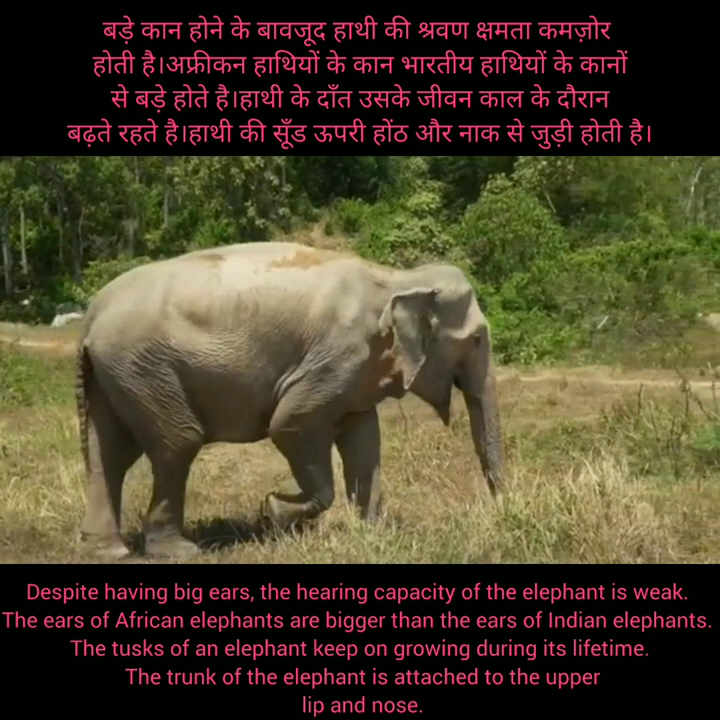 बड़े कान होने के बावजूद हाथी की श्रवण क्षमता कमज़ोर
होती है।अफ्रीकन हाथियों के कान भारतीय हाथियों के कानों
से बड़े होते है।हाथी के दाँत उसके जीवन काल के दौरान
बढ़ते रहते है।हाथी की सूँड ऊपरी होंठ और नाक से जुड़ी होती है।
Despite having big ears, the hearing capacity of the elephant is weak.
The ears of African elephants are bigger than the ears of Indian elephants.
The tusks of an elephant keep on growing during its lifetime.
The trunk of the elephant is attached to the upper
lip and nose.